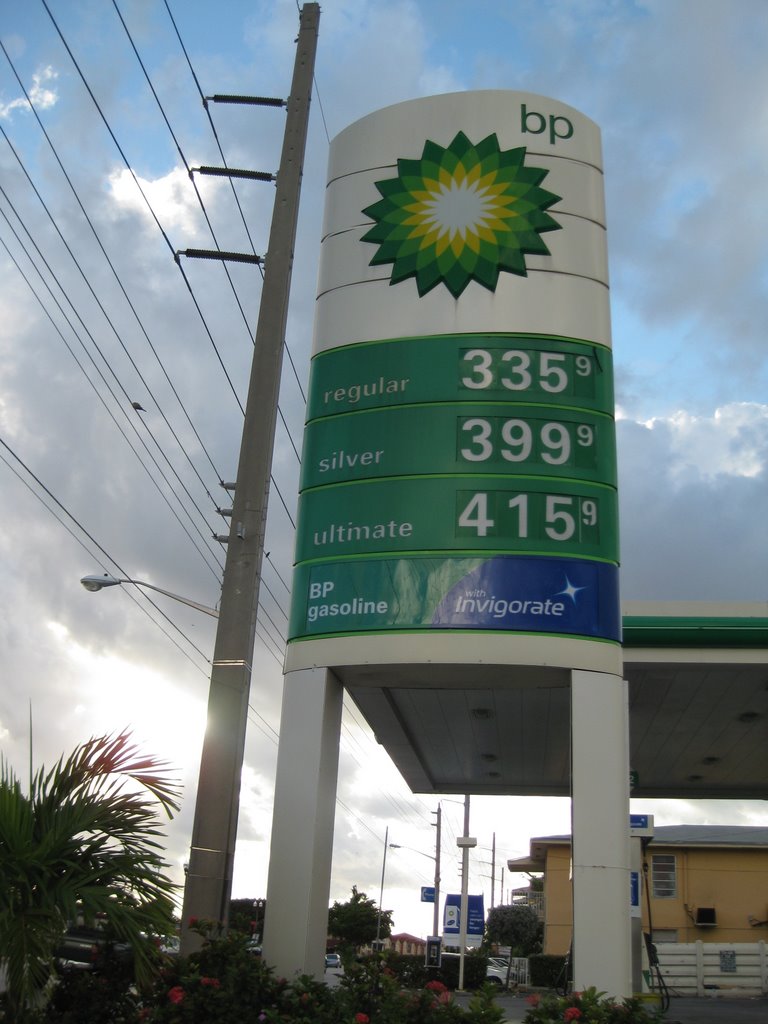 bp
regular 335 9
silver 399 9
ultimate 415 9
BP
gasoline
with
invigorate